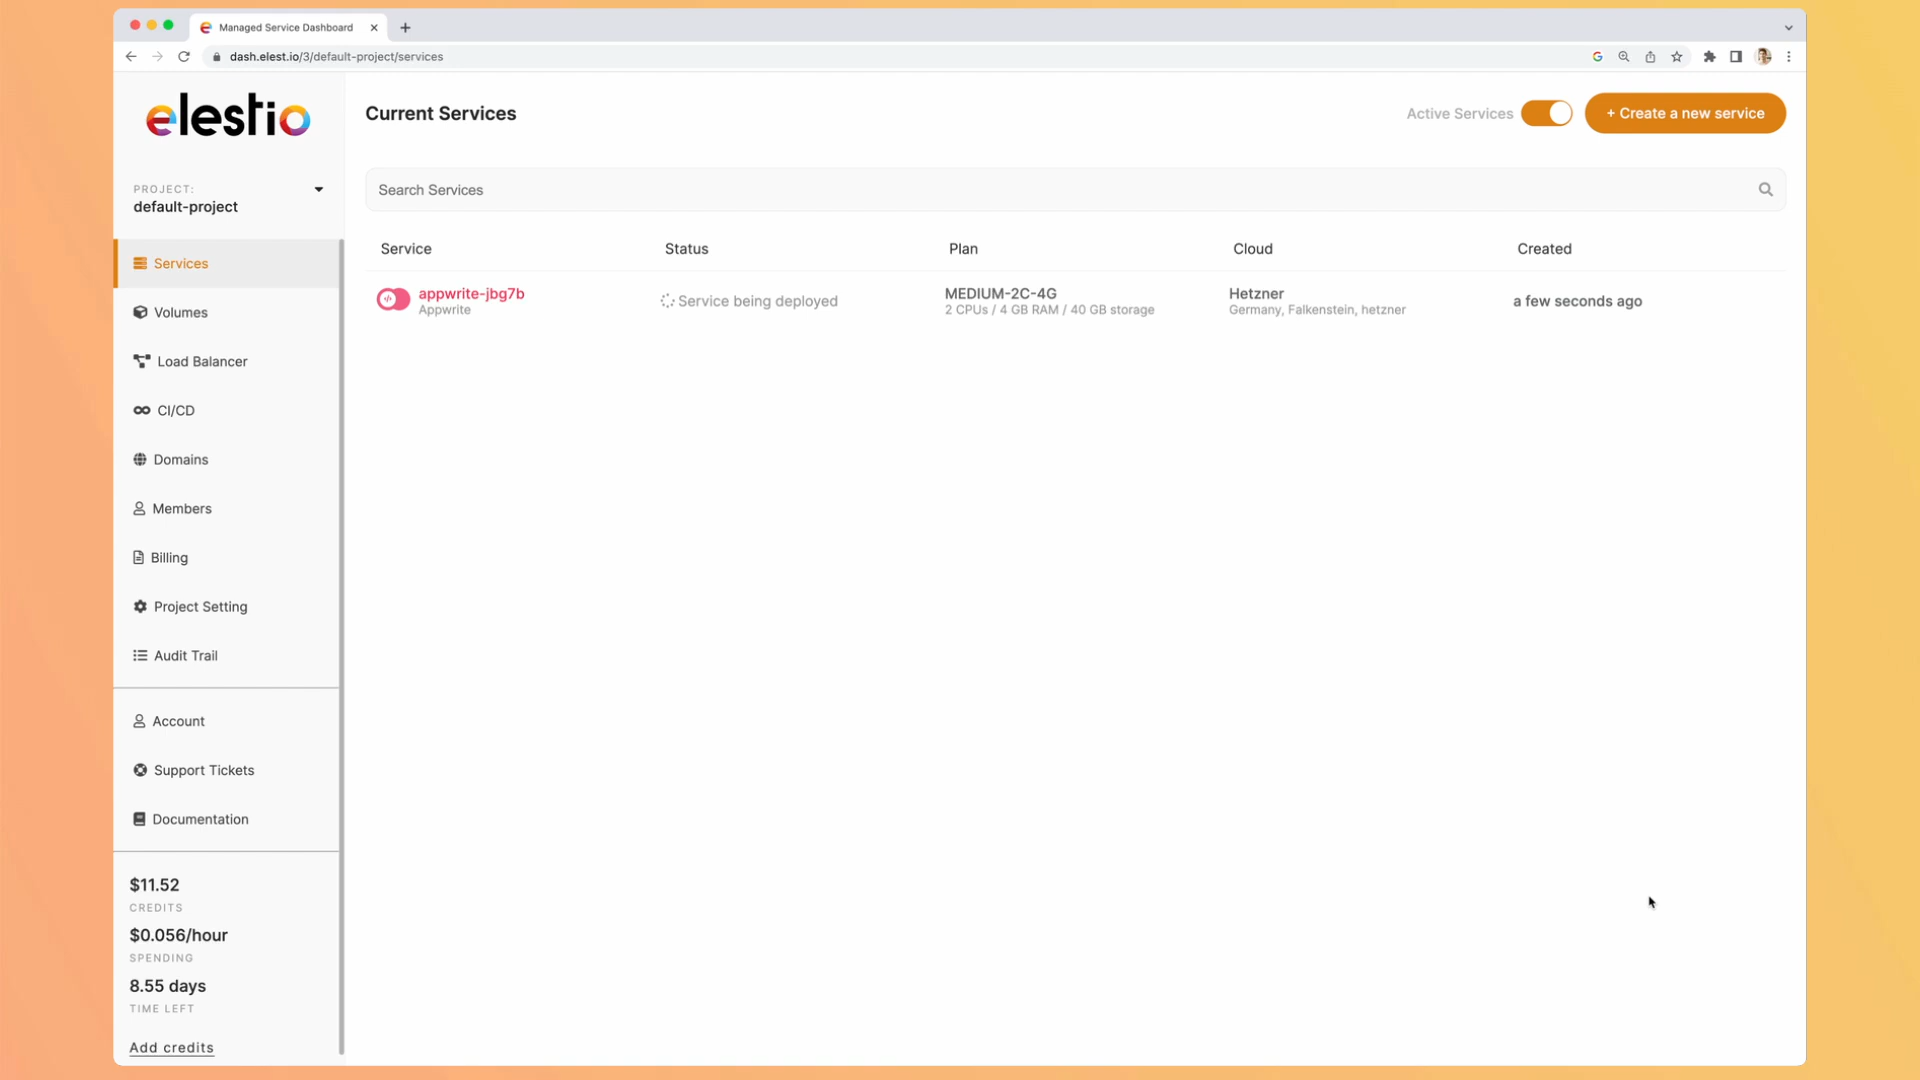 Managed Service Dashboard
dash.elest.io/3/default-project/services
elestio
PROJECT:
default-project
Services
Volumes
Load Balancer
CI/CD
Domains
Members
Billing
Project Setting
Audit Trail
Account
Support Tickets
Documentation
$11.52
CREDITS
$0.056/hour
SPENDING
8.55 days
TIME LEFT
Add credits
Current Services
Active Services
+ Create a new service
Search Services
Service Status Plan Cloud Created
appwrite-jbg7b Service being deployed MEDIUM-2C-4G Hetzner a few seconds ago
Appwrite 2 CPUs / 4 GB RAM / 40 GB storage Germany, Falkenstein, hetzner